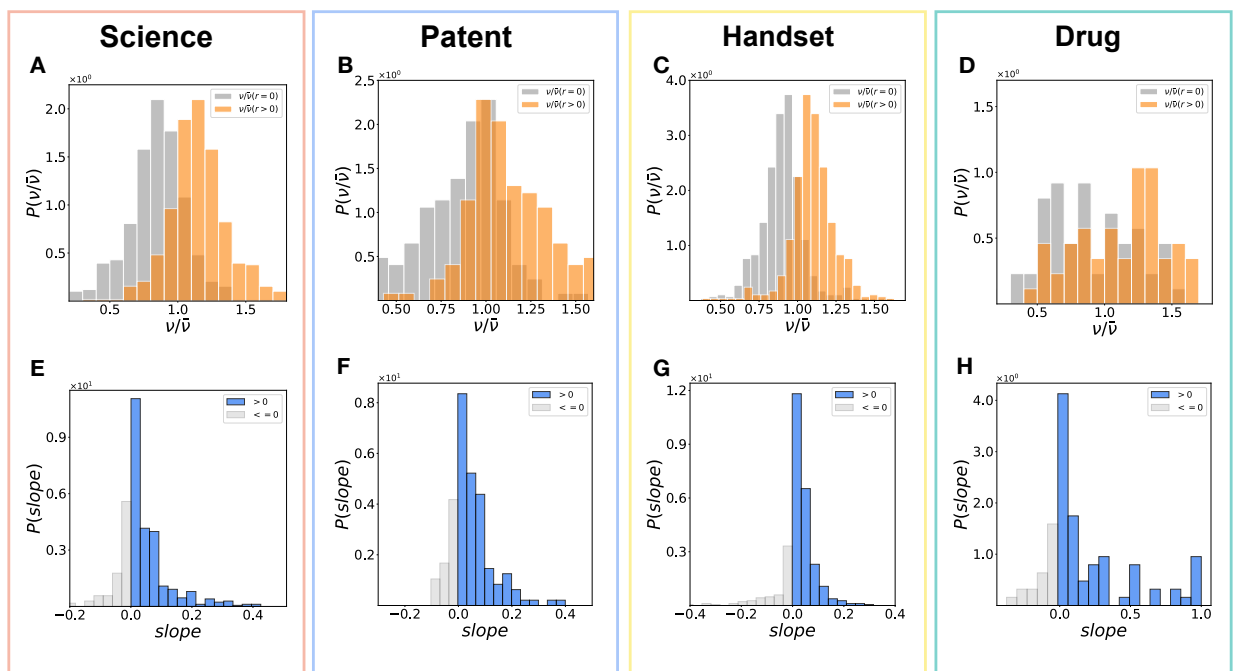 Science
Patent
Handset
Drug
A
×10⁰
2.0
1.5
1.0
0.5
P(ν/ν̄)
0.5
1.0
1.5
ν/ν̄
ν/ν̄(r = 0)
ν/ν̄(r > 0)
B
×10⁰
2.5
2.0
1.5
1.0
0.5
0.0
P(ν/ν̄)
0.50
0.75
1.00
1.25
1.50
ν/ν̄
ν/ν̄(r = 0)
ν/ν̄(r > 0)
C
×10⁰
4.0
3.0
2.0
1.0
P(ν/ν̄)
0.50
0.75
1.00
1.25
1.50
ν/ν̄
ν/ν̄(r = 0)
ν/ν̄(r > 0)
D
×10⁰
1.5
1.0
0.5
P(ν/ν̄)
0.5
1.0
1.5
ν/ν̄
ν/ν̄(r = 0)
ν/ν̄(r > 0)
E
×10¹
0.9
0.6
0.3
P(slope)
−0.2
0.0
0.2
0.4
slope
> 0
<= 0
F
×10¹
0.8
0.6
0.4
0.2
P(slope)
−0.2
0.0
0.2
0.4
slope
> 0
<= 0
G
×10¹
1.2
0.9
0.6
0.3
P(slope)
−0.4
−0.2
0.0
0.2
0.4
slope
> 0
<= 0
H
×10⁰
4.0
3.0
2.0
1.0
P(slope)
0.0
0.5
1.0
slope
> 0
<= 0